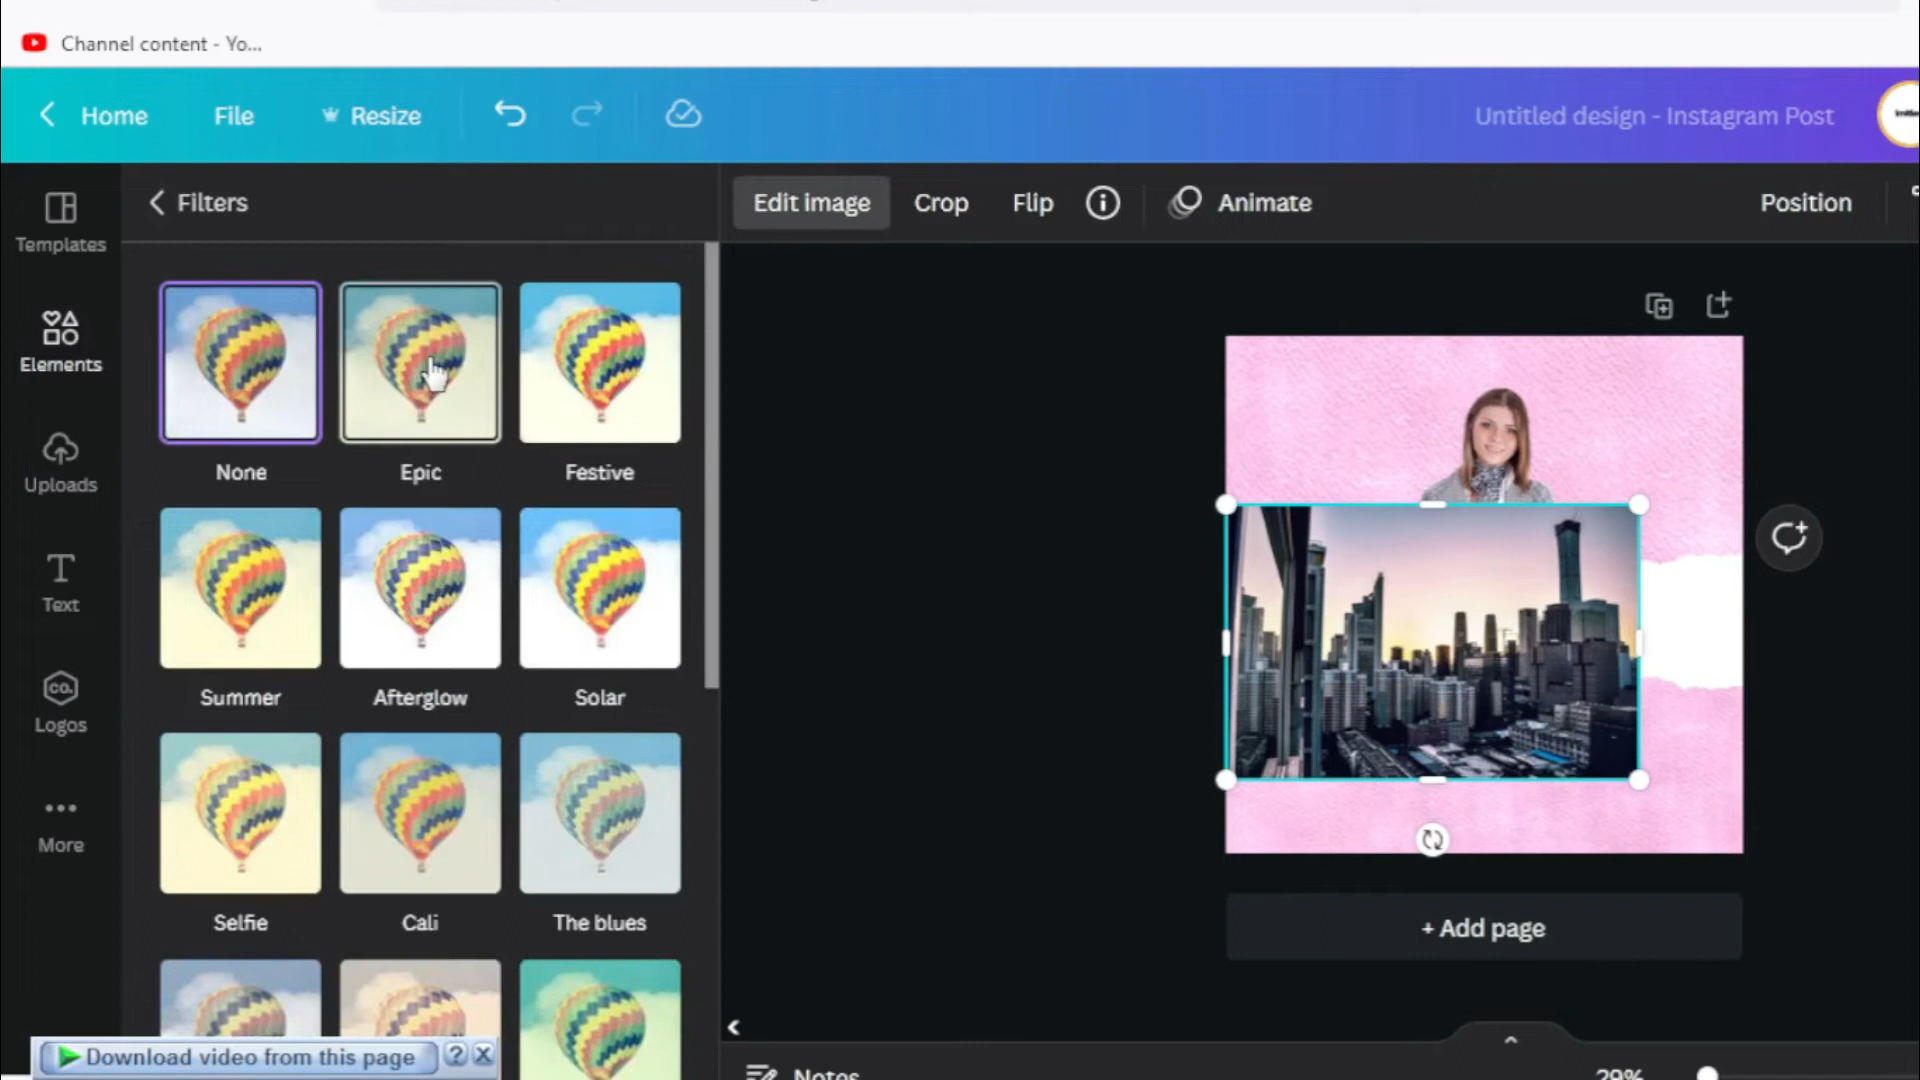 Channel content - Yo...
Home File Resize Untitled design - Instagram Post
Filters Edit image Crop Flip Animate Position
Templates
Elements
Uploads
Text
CO.
Logos
More
None Epic Festive
Summer Afterglow Solar
Selfie Cali The blues
+ Add page
Download video from this page ? X
Notes 29%